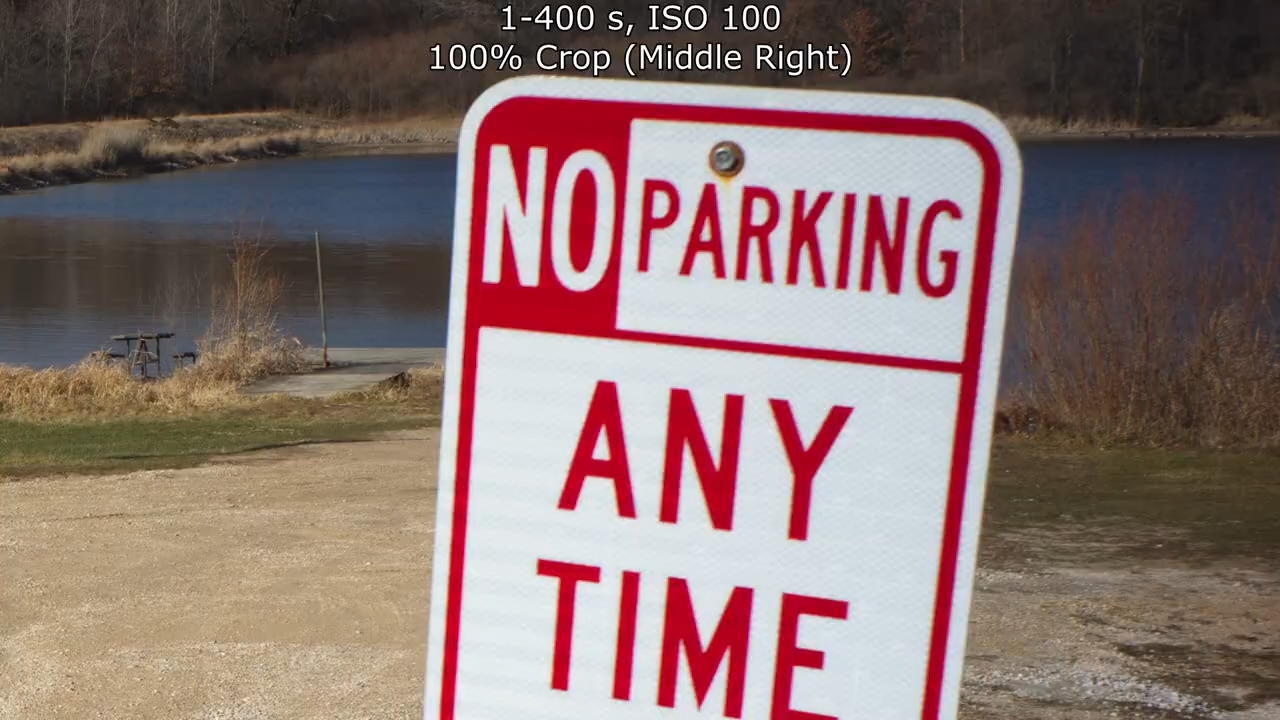 1-400 s, ISO 100
100% Crop (Middle Right)
NO PARKING
ANY
TIME